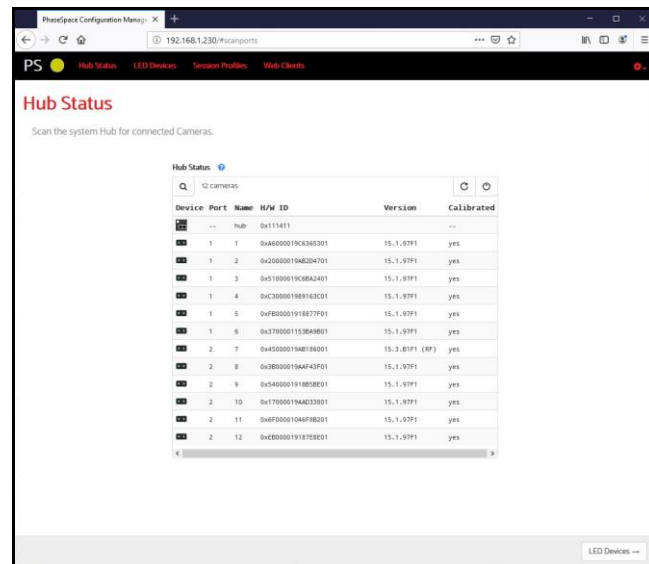 PhaseSpace Configuration Manage
192.168.1.230/#scanports
PS Hub Status LED Devices Session Profiles Web Clients
Hub Status
Scan the system Hub for connected Cameras.
Hub Status
12 cameras
Device Port Name H/W ID Version Calibrated
-- hub 0x111411 --
1 1 0xA6000019C6365301 15.1.97F1 yes
1 2 0x20000019AB2D4701 15.1.97F1 yes
1 3 0x51000019C6BA2401 15.1.97F1 yes
1 4 0xC300001989163C01 15.1.97F1 yes
1 5 0xFB00001918877F01 15.1.97F1 yes
1 6 0x3700001153BA9B01 15.1.97F1 yes
2 7 0x45000019AB186001 15.3.B1F1 (RF) yes
2 8 0x3B000019AAF43F01 15.1.97F1 yes
2 9 0x5400001918B5BE01 15.1.97F1 yes
2 10 0x17000019AAD33801 15.1.97F1 yes
2 11 0x6F00001046F8B201 15.1.97F1 yes
2 12 0xEB000019187E8E01 15.1.97F1 yes
LED Devices →